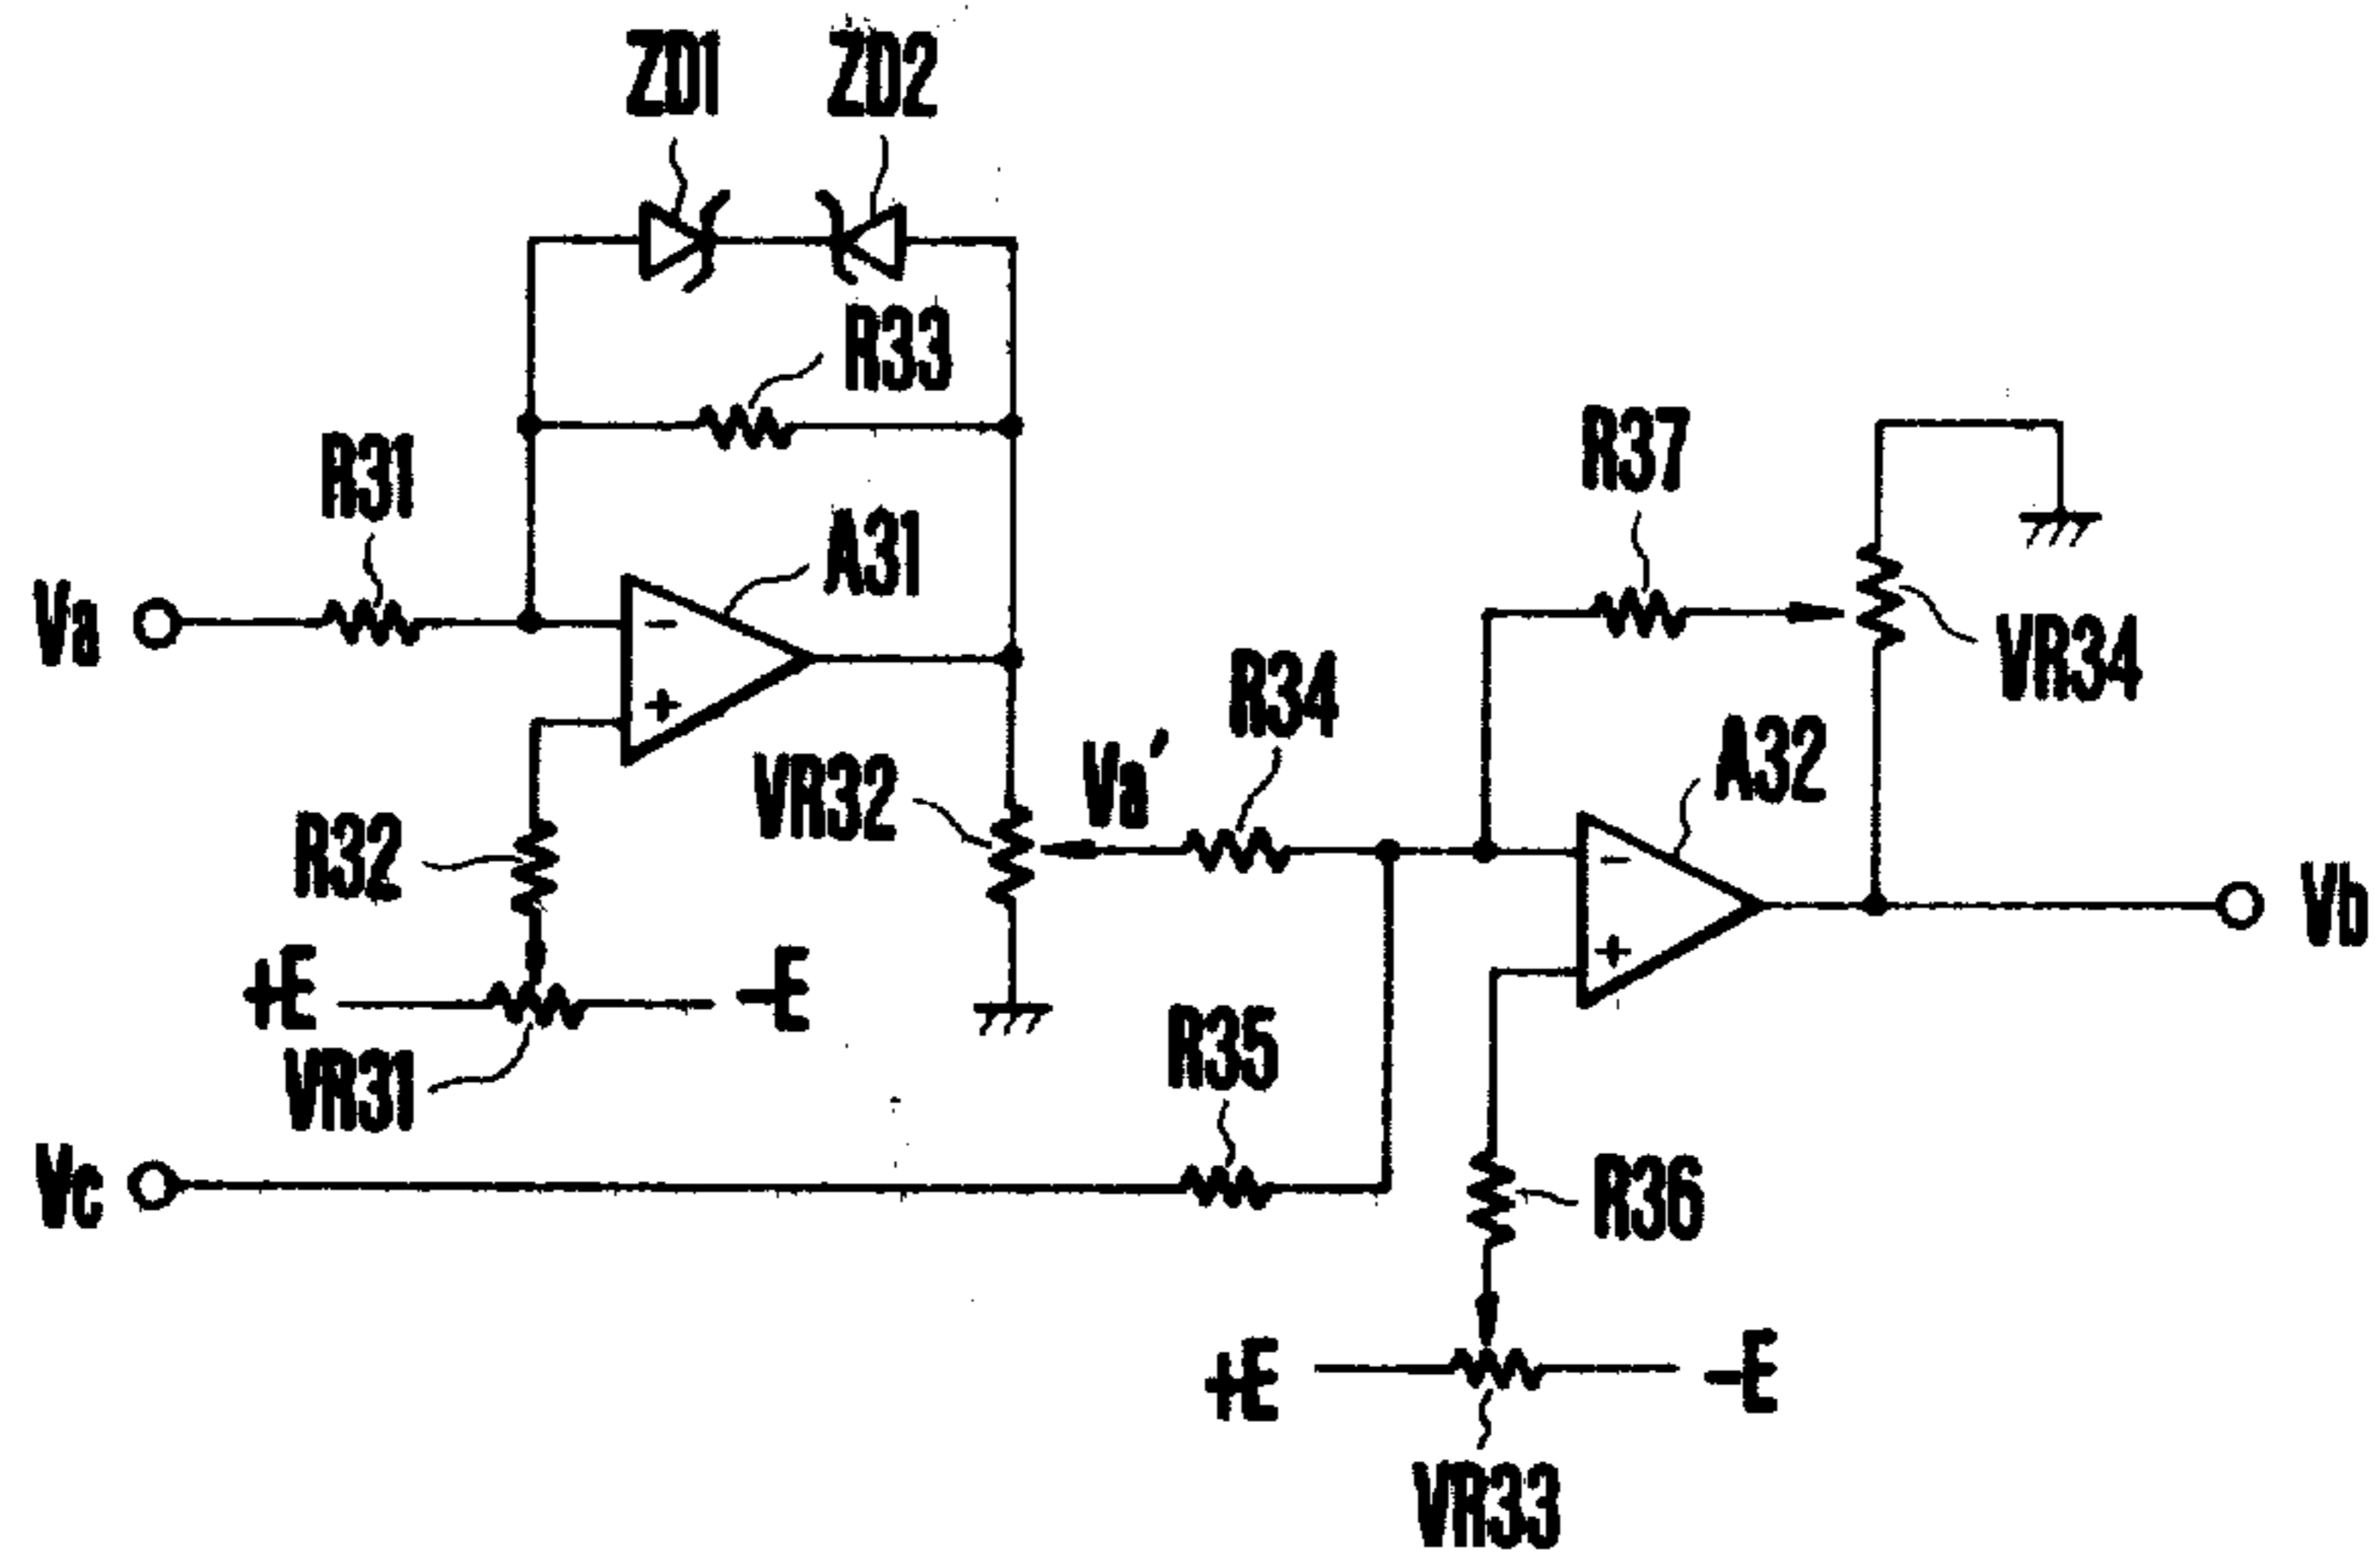 ZD1 ZD2
R33
R31
R37
A31
Va
VR34
R34
Va′
A32
VR32
R32
Vb
+E -E
R35
VR31
Vc
R36
+E -E
VR33
- +
- +